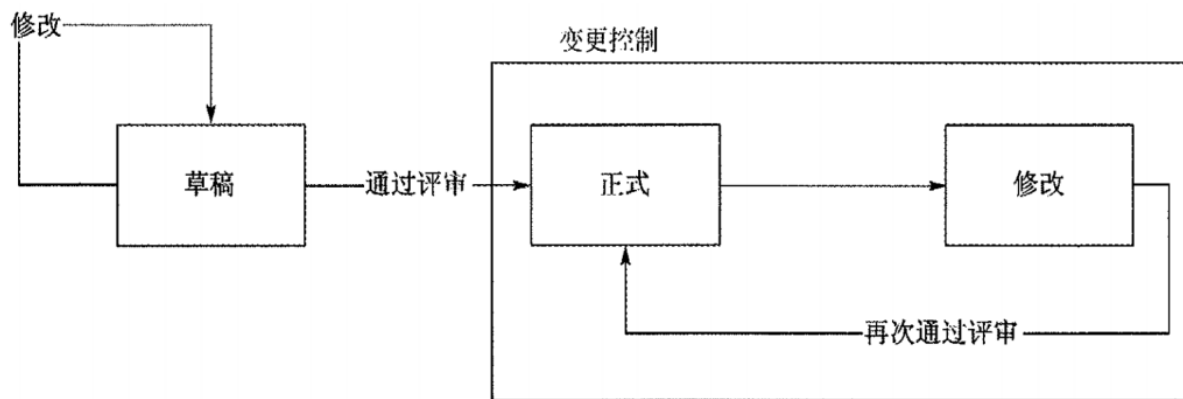 修改
变更控制
草稿
通过评审
正式
修改
再次通过评审